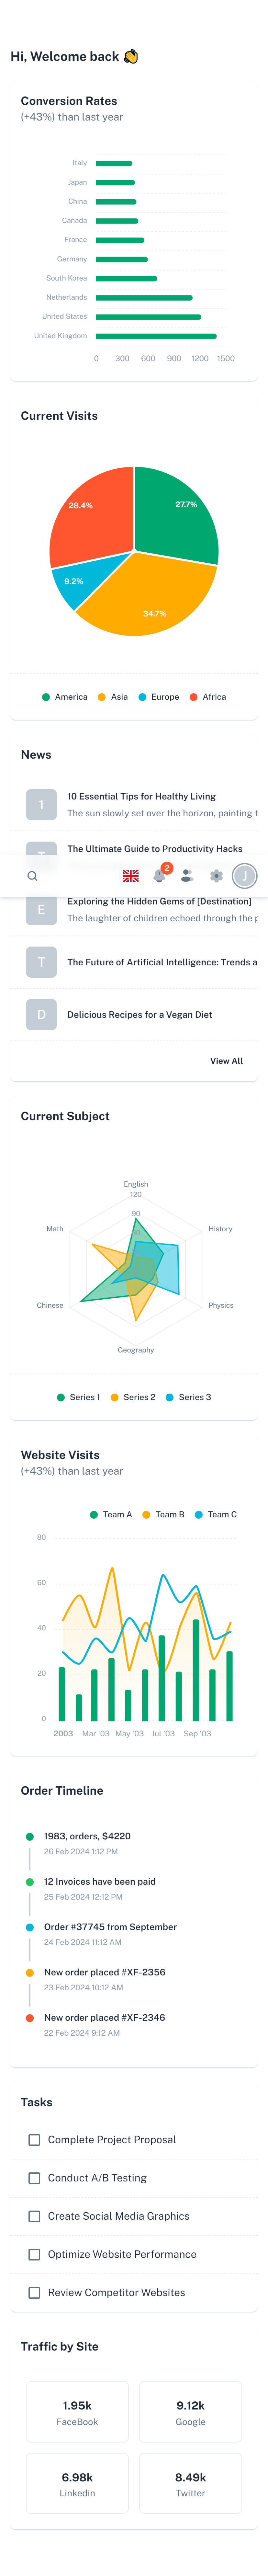 Hi, Welcome back 👋
Conversion Rates
(+43%) than last year
Italy
Japan
China
Canada
France
Germany
South Korea
Netherlands
United States
United Kingdom
0 300 600 900 1200 1500
Current Visits
28.4%
27.7%
9.2%
34.7%
America Asia Europe Africa
News
1
10 Essential Tips for Healthy Living
The sun slowly set over the horizon, painting t
The Ultimate Guide to Productivity Hacks
2
J
E
Exploring the Hidden Gems of [Destination]
The laughter of children echoed through the p
T
The Future of Artificial Intelligence: Trends a
D
Delicious Recipes for a Vegan Diet
View All
Current Subject
English
120
90
Math
History
Chinese
Physics
Geography
Series 1 Series 2 Series 3
Website Visits
(+43%) than last year
Team A Team B Team C
80
60
40
20
0
2003 Mar '03 May '03 Jul '03 Sep '03
Order Timeline
1983, orders, $4220
26 Feb 2024 1:12 PM
12 Invoices have been paid
25 Feb 2024 12:12 PM
Order #37745 from September
24 Feb 2024 11:12 AM
New order placed #XF-2356
23 Feb 2024 10:12 AM
New order placed #XF-2346
22 Feb 2024 9:12 AM
Tasks
Complete Project Proposal
Conduct A/B Testing
Create Social Media Graphics
Optimize Website Performance
Review Competitor Websites
Traffic by Site
1.95k
FaceBook
9.12k
Google
6.98k
Linkedin
8.49k
Twitter